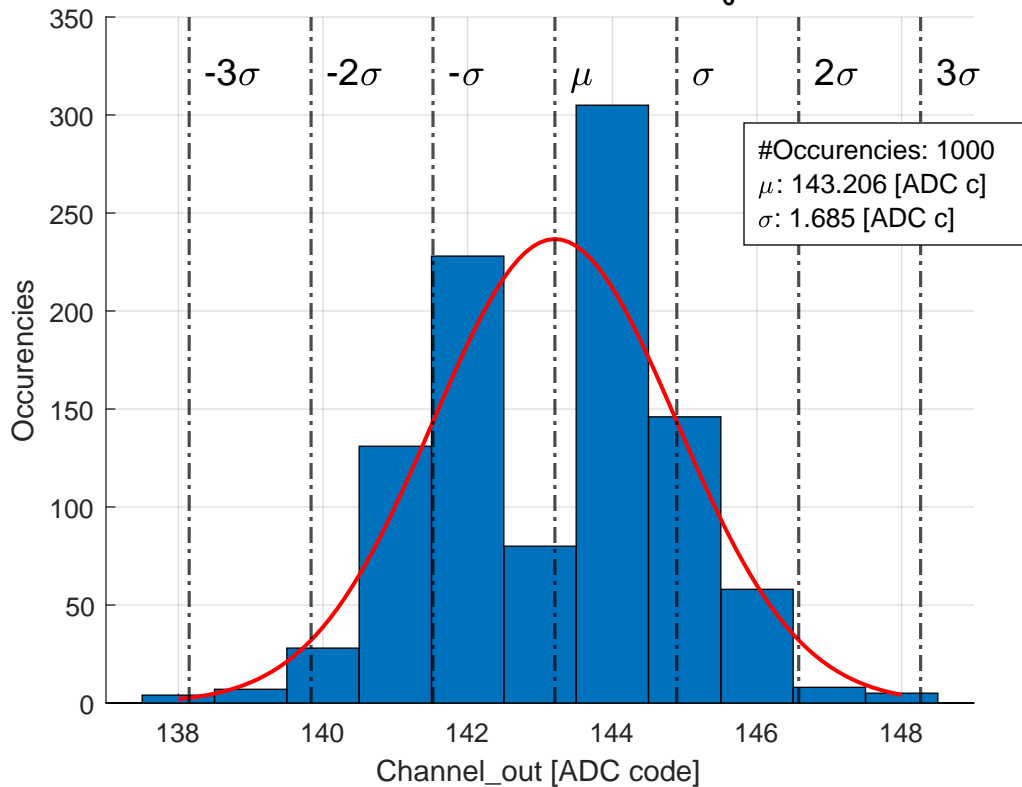 350
300
250
200
150
100
50
0
Occurencies
-3σ
-2σ
-σ
μ
σ
2σ
3σ
#Occurencies: 1000
μ: 143.206 [ADC c]
σ: 1.685 [ADC c]
138
140
142
144
146
148
Channel_out [ADC code]